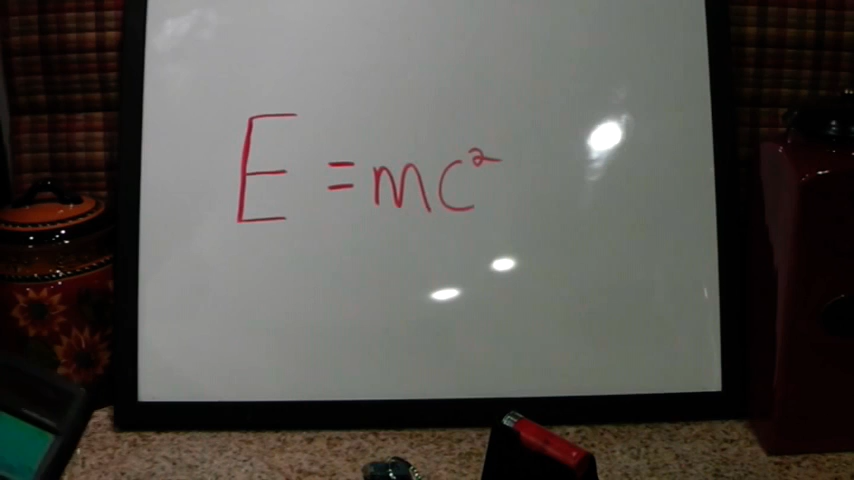 E = mc²